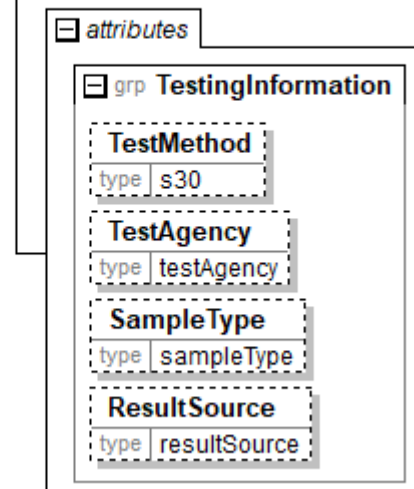 attributes
grp TestingInformation
TestMethod
type s30
TestAgency
type testAgency
SampleType
type sampleType
ResultSource
type resultSource